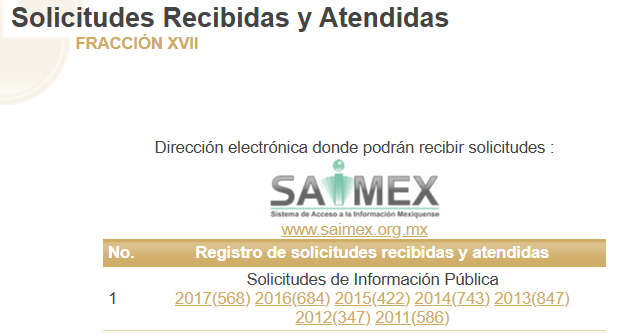 Solicitudes Recibidas y Atendidas
FRACCIÓN XVII
Dirección electrónica donde podrán recibir solicitudes :
SAIMEX
Sistema de Acceso a la Información Mexiquense
www.saimex.org.mx
No. Registro de solicitudes recibidas y atendidas
Solicitudes de Información Pública
1 2017(568) 2016(684) 2015(422) 2014(743) 2013(847)
2012(347) 2011(586)